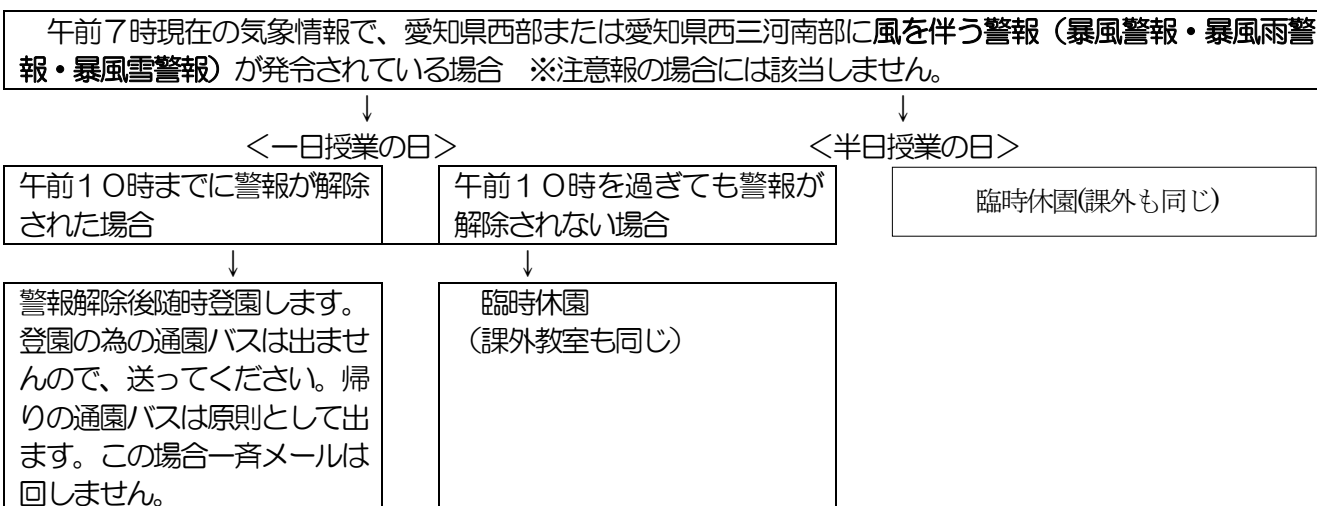 午前７時現在の気象情報で、愛知県西部または愛知県西三河南部に風を伴う警報（暴風警報・暴風雨警
報・暴風雪警報）が発令されている場合　※注意報の場合には該当しません。
↓　↓
＜一日授業の日＞　＜半日授業の日＞
午前１０時までに警報が解除
された場合
午前１０時を過ぎても警報が
解除されない場合
臨時休園(課外も同じ)
↓　↓
警報解除後随時登園します。
登園の為の通園バスは出ませ
んので、送ってください。帰
りの通園バスは原則として出
ます。この場合一斉メールは
回しません。
臨時休園
（課外教室も同じ）